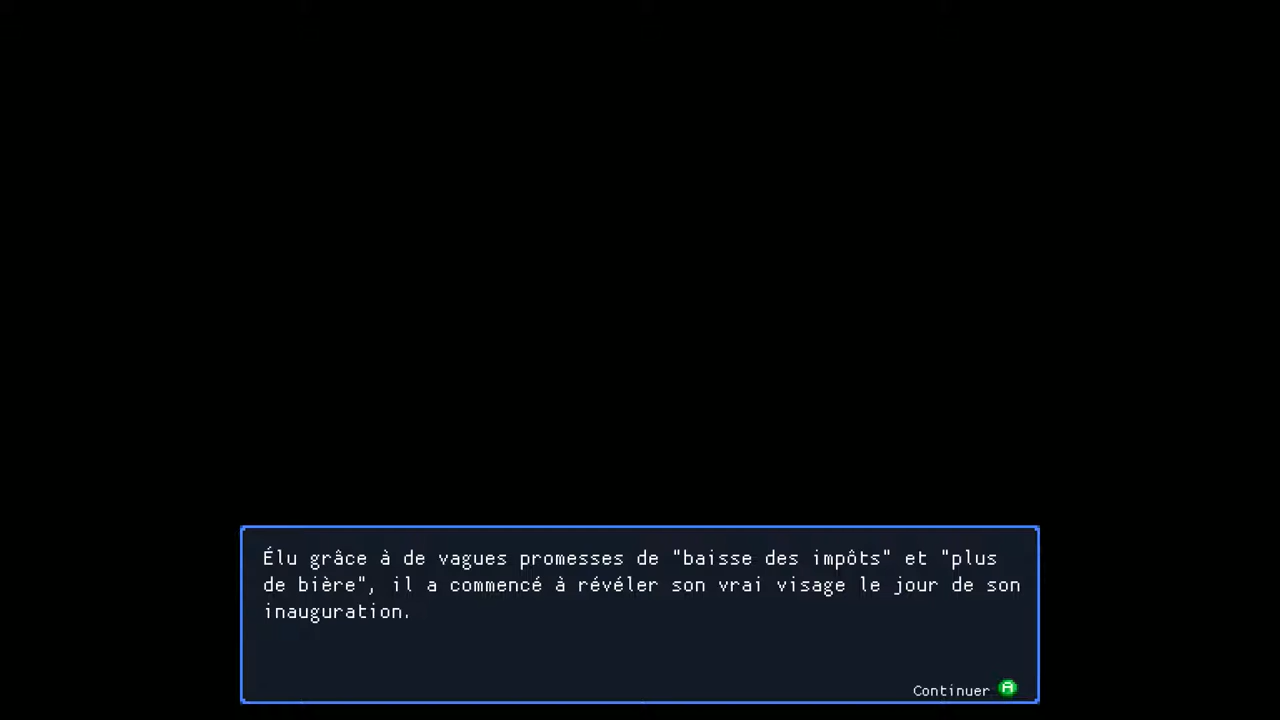 Élu grâce à de vagues promesses de "baisse des impôts" et "plus
de bière", il a commencé à révéler son vrai visage le jour de son
inauguration.
Continuer A